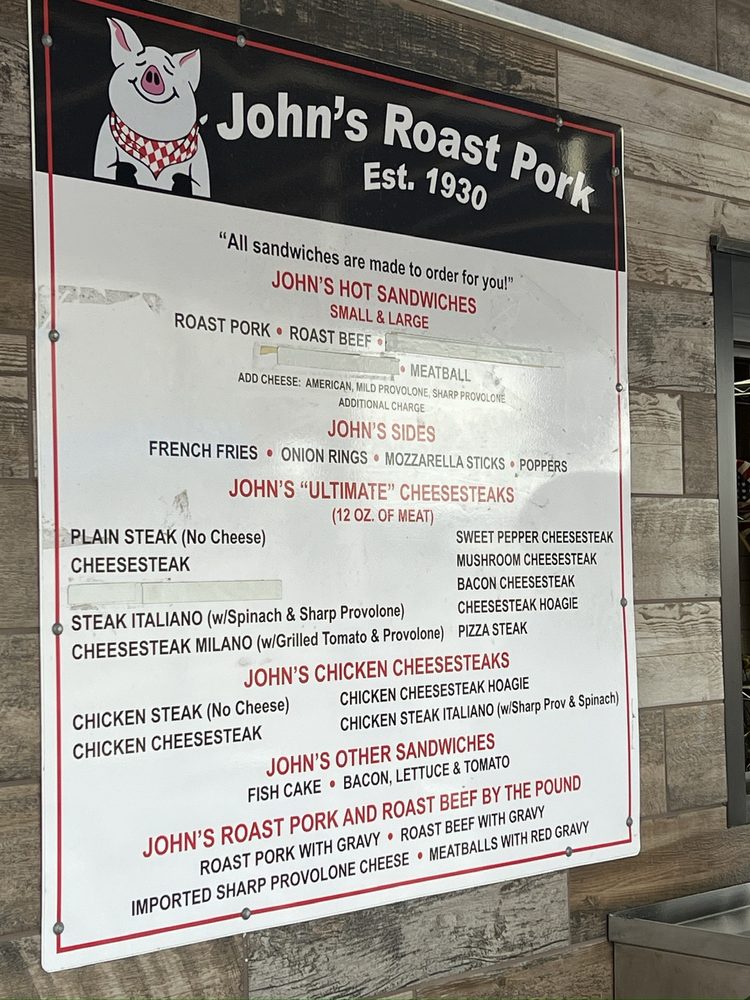 John's Roast Pork
Est. 1930
"All sandwiches are made to order for you!"
JOHN'S HOT SANDWICHES
SMALL & LARGE
ROAST PORK • ROAST BEEF •
• MEATBALL
ADD CHEESE: AMERICAN, MILD PROVOLONE, SHARP PROVOLONE
ADDITIONAL CHARGE
JOHN'S SIDES
FRENCH FRIES • ONION RINGS • MOZZARELLA STICKS • POPPERS
JOHN'S "ULTIMATE" CHEESESTEAKS
(12 OZ. OF MEAT)
PLAIN STEAK (No Cheese)
CHEESESTEAK
STEAK ITALIANO (w/Spinach & Sharp Provolone)
CHEESESTEAK MILANO (w/Grilled Tomato & Provolone)
SWEET PEPPER CHEESESTEAK
MUSHROOM CHEESESTEAK
BACON CHEESESTEAK
CHEESESTEAK HOAGIE
PIZZA STEAK
JOHN'S CHICKEN CHEESESTEAKS
CHICKEN STEAK (No Cheese)
CHICKEN CHEESESTEAK
CHICKEN CHEESESTEAK HOAGIE
CHICKEN STEAK ITALIANO (w/Sharp Prov & Spinach)
JOHN'S OTHER SANDWICHES
FISH CAKE • BACON, LETTUCE & TOMATO
JOHN'S ROAST PORK AND ROAST BEEF BY THE POUND
ROAST PORK WITH GRAVY • ROAST BEEF WITH GRAVY
IMPORTED SHARP PROVOLONE CHEESE • MEATBALLS WITH RED GRAVY